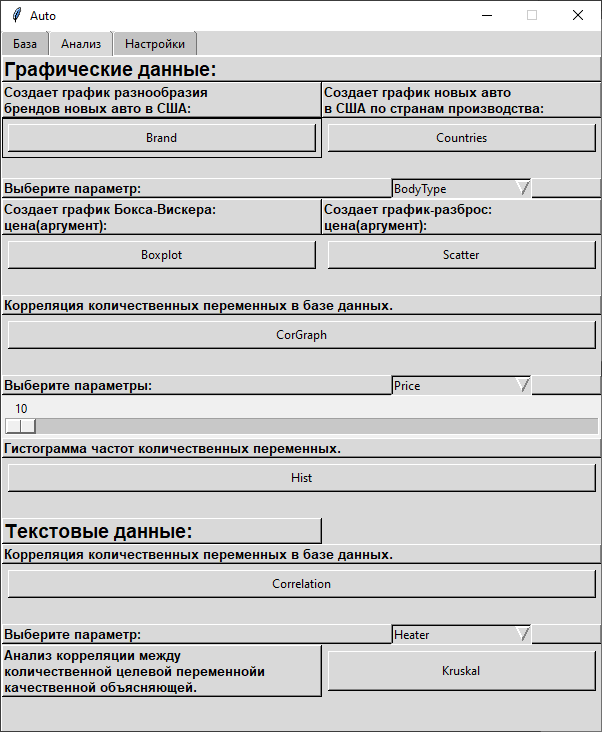 Auto
База Анализ Настройки
Графические данные:
Создает график разнообразия
брендов новых авто в США:
Создает график новых авто
в США по странам производства:
Brand
Countries
Выберите параметр:
BodyType
Создает график Бокса-Вискера:
цена(аргумент):
Создает график-разброс:
цена(аргумент):
Boxplot
Scatter
Корреляция количественных переменных в базе данных.
CorGraph
Выберите параметры:
Price
10
Гистограмма частот количественных переменных.
Hist
Текстовые данные:
Корреляция количественных переменных в базе данных.
Correlation
Выберите параметр:
Heater
Анализ корреляции между
количественной целевой переменнойи
качественной объясняющей.
Kruskal